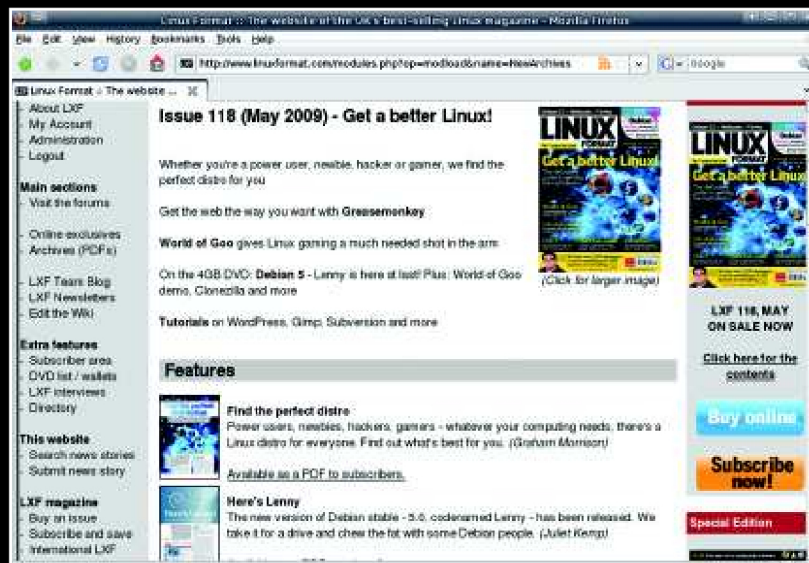 Linux Format :: The website of the UK's best-selling Linux magazine - Mozilla Firefox
File Edit View History Bookmarks Tools Help
http://www.linuxformat.com/modules.php?op=modload&name=NewArchives
Google
Linux Format :: The website ...
About LXF
My Account
Administration
Logout
Main sections
Visit the forums
Online exclusives
Archives (PDFs)
LXF Team Blog
LXF Newsletters
Edit the Wiki
Extra features
Subscriber area
DVD list / wallets
LXF interviews
Directory
This website
Search news stories
Submit news story
LXF magazine
Buy an issue
Subscribe and save
International LXF
Issue 118 (May 2009) - Get a better Linux!
Whether you're a power user, newbie, hacker or gamer, we find the
perfect distro for you
Get the web the way you want with Greasemonkey
World of Goo gives Linux gaming a much needed shot in the arm
On the 4GB DVD: Debian 5 - Lenny is here at last! Plus: World of Goo
demo, Clonezilla and more
Tutorials on WordPress, Gimp, Subversion and more
LINUX
FORMAT
Get a better Linux!
(Click for larger image)
Features
Find the perfect distro
Power users, newbies, hackers, gamers - whatever your computing needs, there's a
Linux distro for everyone. Find out what's best for you. (Graham Morrison)
Available as a PDF to subscribers.
Here's Lenny
The new version of Debian stable - 5.0, codenamed Lenny - has been released. We
take it for a drive and chew the fat with some Debian people. (Juliet Kemp)
LINUX
FORMAT
Get a better Linux!
LXF 118, MAY
ON SALE NOW
Click here for the
contents
Buy online
Subscribe
now!
Special Edition